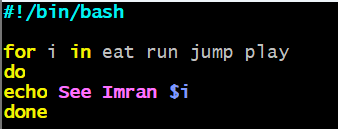 #!/bin/bash
for i in eat run jump play
do
echo See Imran $i
done